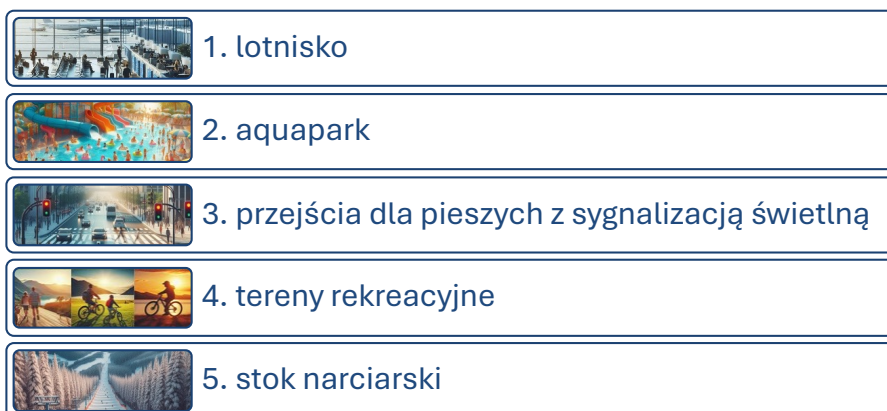 1. lotnisko
2. aquapark
3. przejścia dla pieszych z sygnalizacją świetlną
4. tereny rekreacyjne
5. stok narciarski